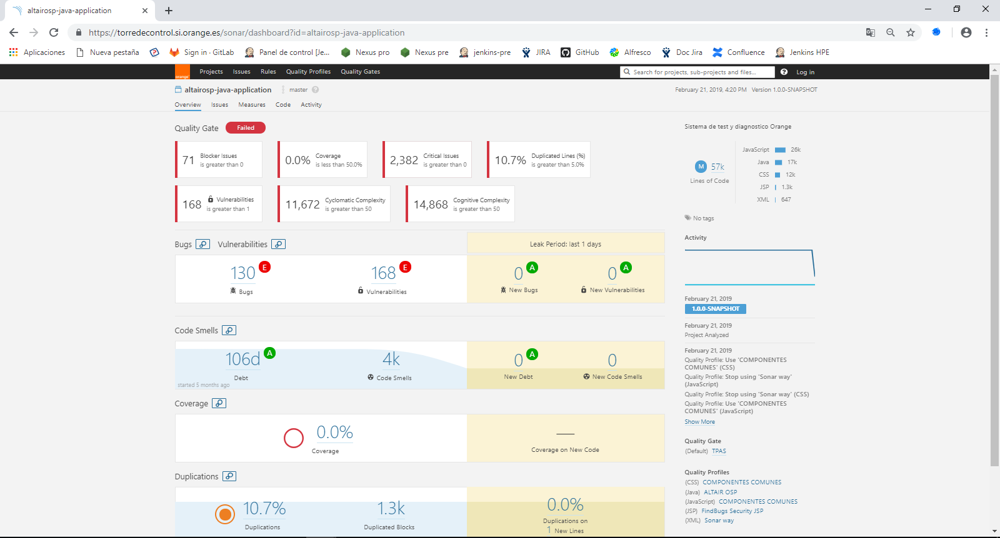 altairosp-java-application
https://torredecontrol.si.orange.es/sonar/dashboard?id=altairosp-java-application
Aplicaciones
Nueva pestaña
Sign in · GitLab
Panel de control [Je...
Nexus pro
Nexus pre
jenkins-pre
JIRA
GitHub
Alfresco
Doc Jira
Confluence
Jenkins HPE
orange
Projects
Issues
Rules
Quality Profiles
Quality Gates
Search for projects, sub-projects and files...
Log in
altairosp-java-application
master
February 21, 2019, 4:20 PM Version 1.0.0-SNAPSHOT
Overview
Issues
Measures
Code
Activity
Quality Gate Failed
71 Blocker Issues
is greater than 0
0.0% Coverage
is less than 50.0%
2,382 Critical Issues
is greater than 0
10.7% Duplicated Lines (%)
is greater than 5.0%
168 Vulnerabilities
is greater than 1
11,672 Cyclomatic Complexity
is greater than 50
14,868 Cognitive Complexity
is greater than 50
Bugs Vulnerabilities
Leak Period: last 1 days
130 E
Bugs
168 E
Vulnerabilities
0 A
New Bugs
0 A
New Vulnerabilities
Code Smells
106d A
Debt
4k
Code Smells
started 5 months ago
0 A
New Debt
0
New Code Smells
Coverage
0.0%
Coverage
—
Coverage on New Code
Duplications
10.7%
Duplications
1.3k
Duplicated Blocks
0.0%
Duplications on
1 New Lines
Sistema de test y diagnostico Orange
M 57k
Lines of Code
JavaScript 26k
Java 17k
CSS 12k
JSP 1.3k
XML 647
No tags
Activity
February 21, 2019
1.0.0-SNAPSHOT
February 21, 2019
Project Analyzed
February 21, 2019
Quality Profile: Use 'COMPONENTES
COMUNES' (CSS)
Quality Profile: Stop using 'Sonar way'
(JavaScript)
Quality Profile: Stop using 'Sonar way' (CSS)
Quality Profile: Use 'COMPONENTES
COMUNES' (JavaScript)
Show More
Quality Gate
(Default) TPAS
Quality Profiles
(CSS) COMPONENTES COMUNES
(Java) ALTAIR OSP
(JavaScript) COMPONENTES COMUNES
(JSP) FindBugs Security JSP
(XML) Sonar way